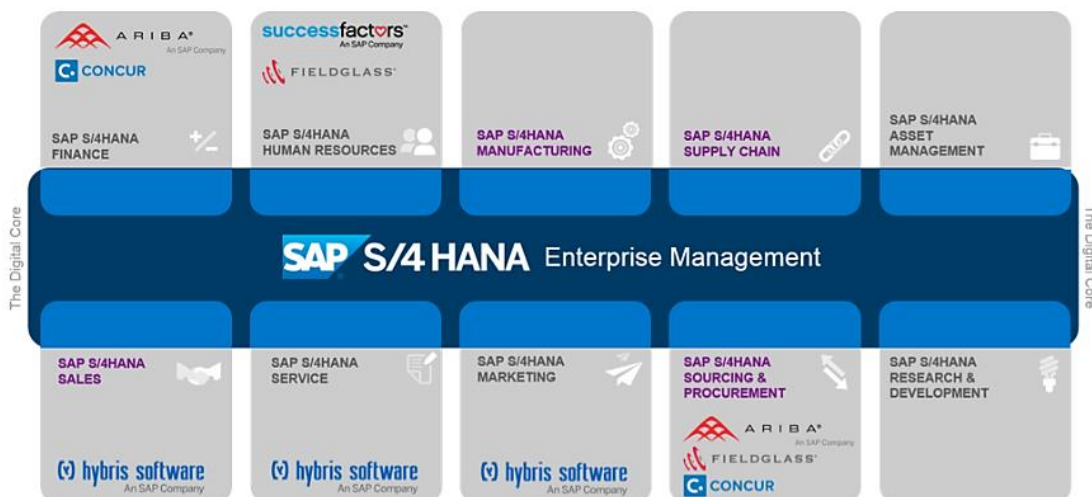 ARIBA®
An SAP Company
C. CONCUR
SAP S/4HANA
FINANCE
successfactors™
An SAP Company
FIELDGLASS®
SAP S/4HANA
HUMAN RESOURCES
SAP S/4HANA
MANUFACTURING
SAP S/4HANA
SUPPLY CHAIN
SAP S/4HANA
ASSET
MANAGEMENT
The Digital Core
SAP S/4HANA Enterprise Management
The Digital Core
SAP S/4HANA
SALES
(y) hybris software
An SAP Company
SAP S/4HANA
SERVICE
(y) hybris software
An SAP Company
SAP S/4HANA
MARKETING
(y) hybris software
An SAP Company
SAP S/4HANA
SOURCING &
PROCUREMENT
ARIBA®
An SAP Company
FIELDGLASS®
C. CONCUR
SAP S/4HANA
RESEARCH &
DEVELOPMENT